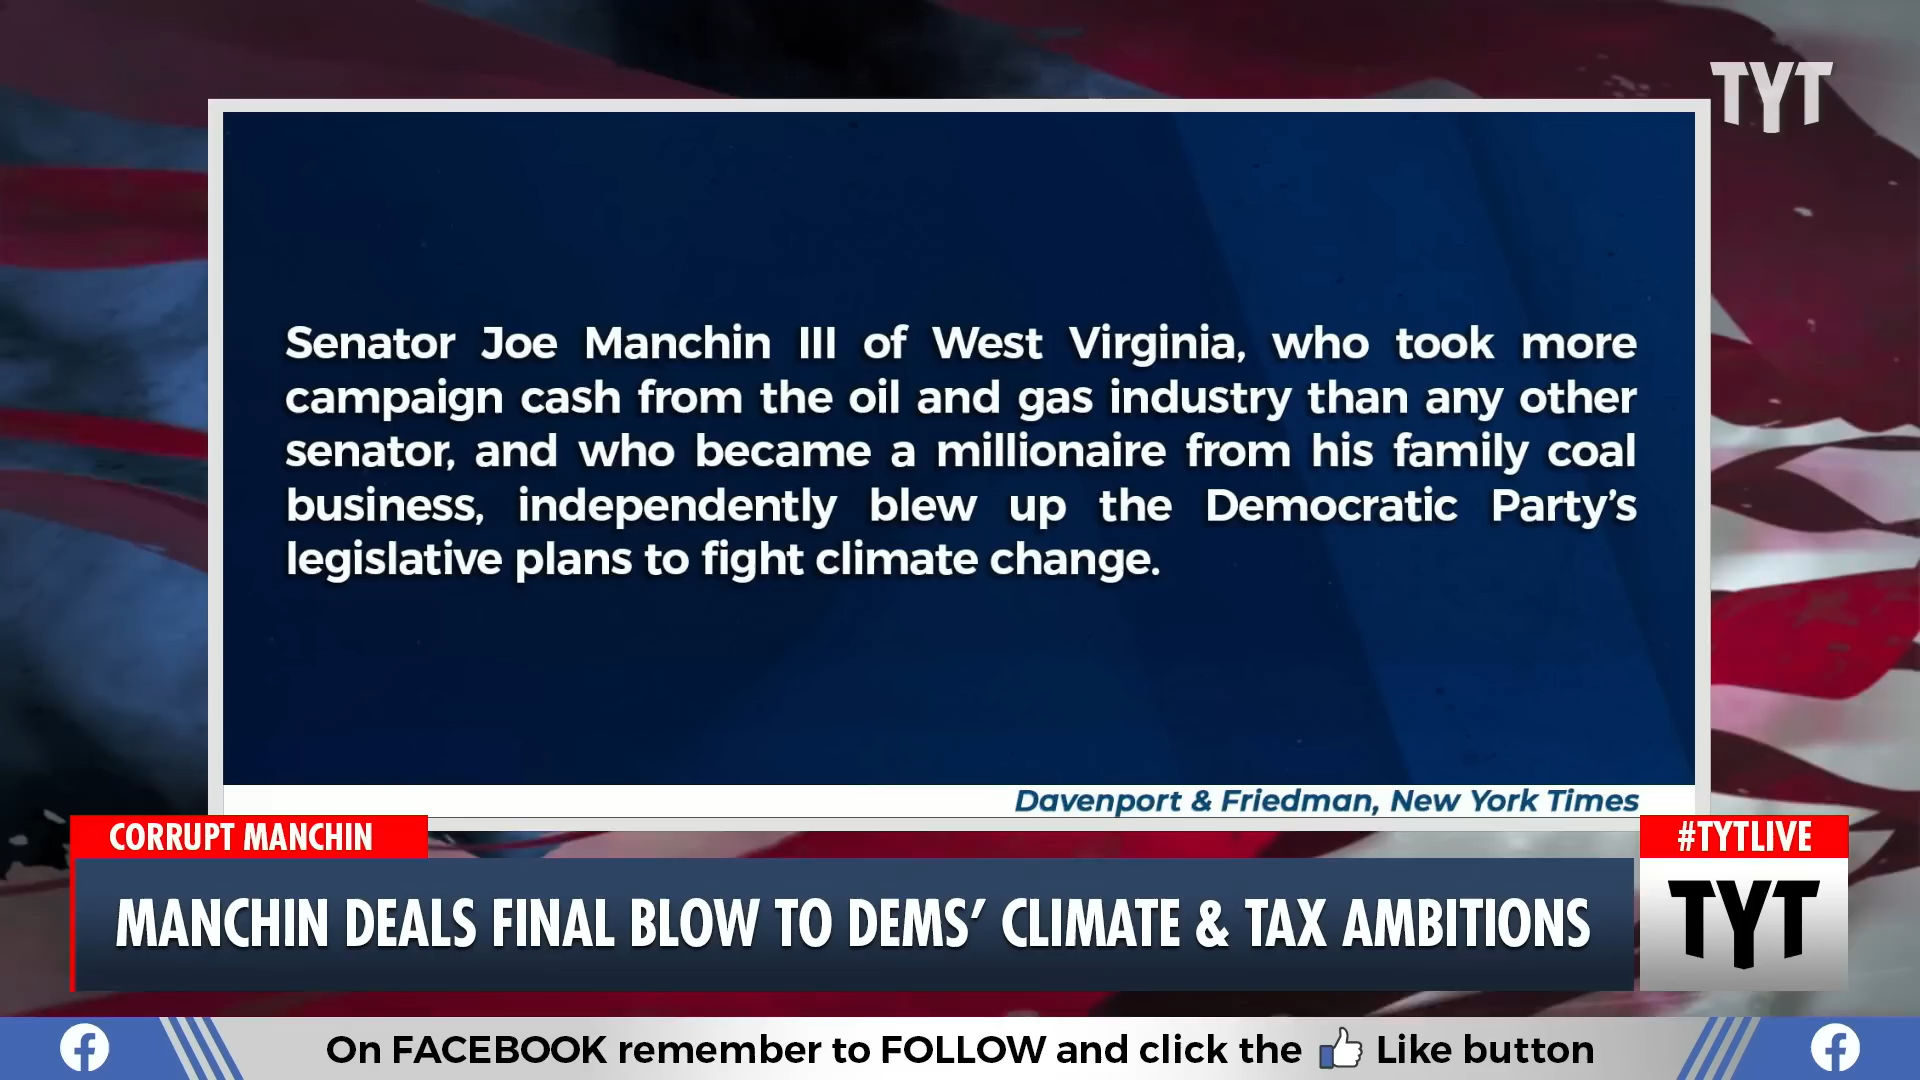 TYT
Senator Joe Manchin III of West Virginia, who took more
campaign cash from the oil and gas industry than any other
senator, and who became a millionaire from his family coal
business, independently blew up the Democratic Party’s
legislative plans to fight climate change.
Davenport & Friedman, New York Times
CORRUPT MANCHIN
#TYTLIVE
MANCHIN DEALS FINAL BLOW TO DEMS’ CLIMATE & TAX AMBITIONS
TYT
On FACEBOOK remember to FOLLOW and click the Like button